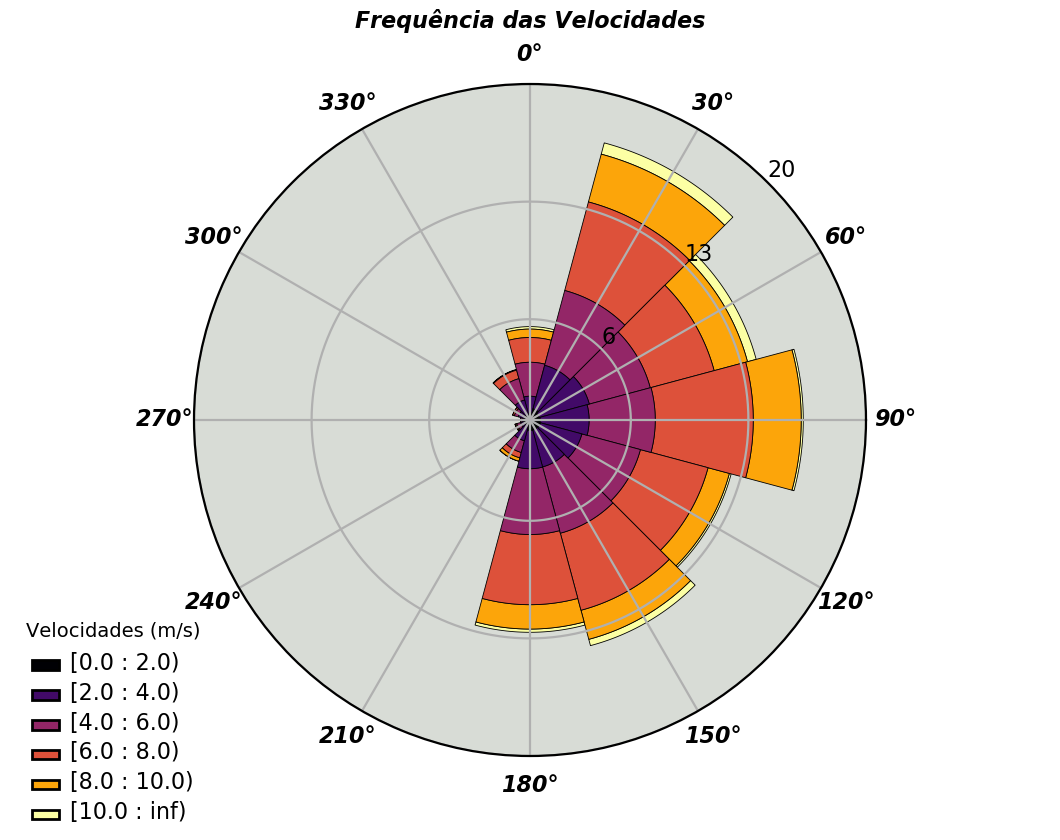 Frequência das Velocidades
0°
330°
30°
20
300°
60°
13
6
270°
90°
240°
120°
210°
150°
180°
Velocidades (m/s)
[0.0 : 2.0)
[2.0 : 4.0)
[4.0 : 6.0)
[6.0 : 8.0)
[8.0 : 10.0)
[10.0 : inf)